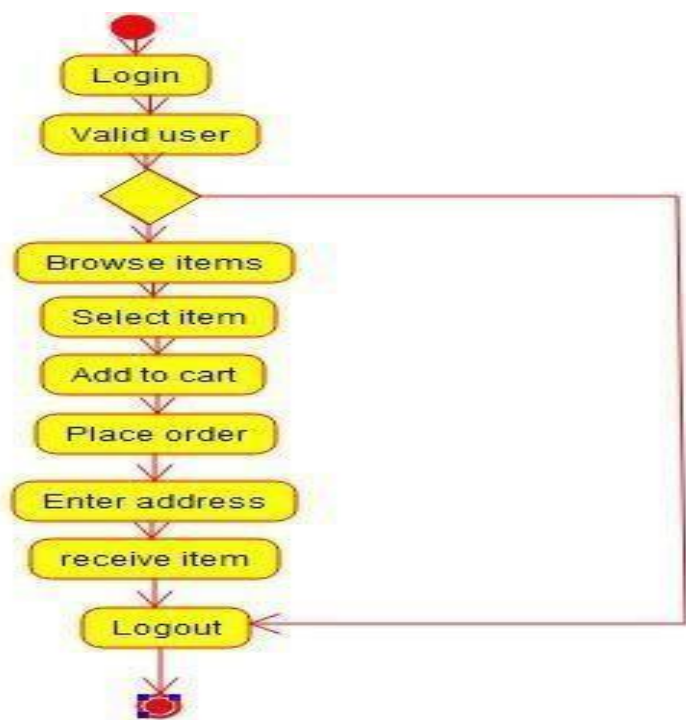 Login
Valid user
Browse items
Select item
Add to cart
Place order
Enter address
receive item
Logout